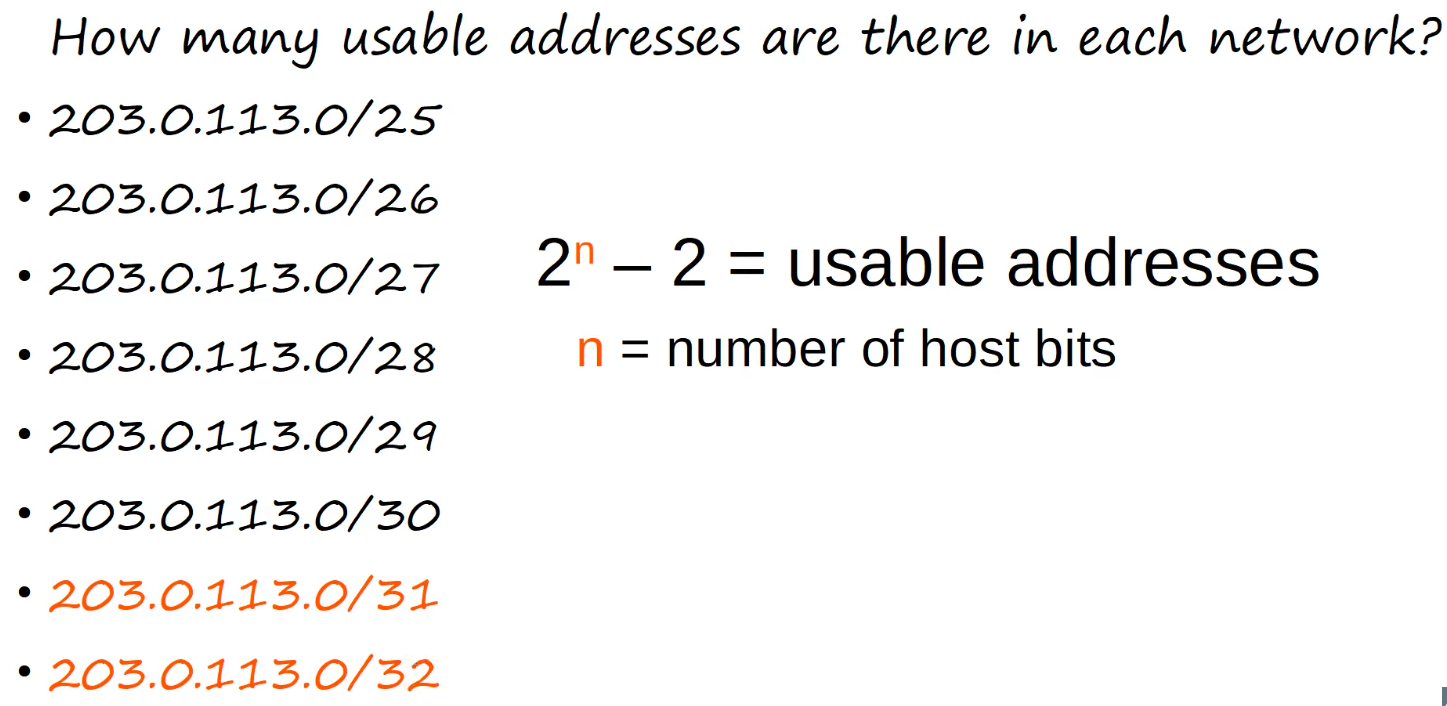 How many usable addresses are there in each network?
• 203.0.113.0/25
• 203.0.113.0/26
• 203.0.113.0/27
• 203.0.113.0/28
• 203.0.113.0/29
• 203.0.113.0/30
• 203.0.113.0/31
• 203.0.113.0/32
2ⁿ – 2 = usable addresses
n = number of host bits